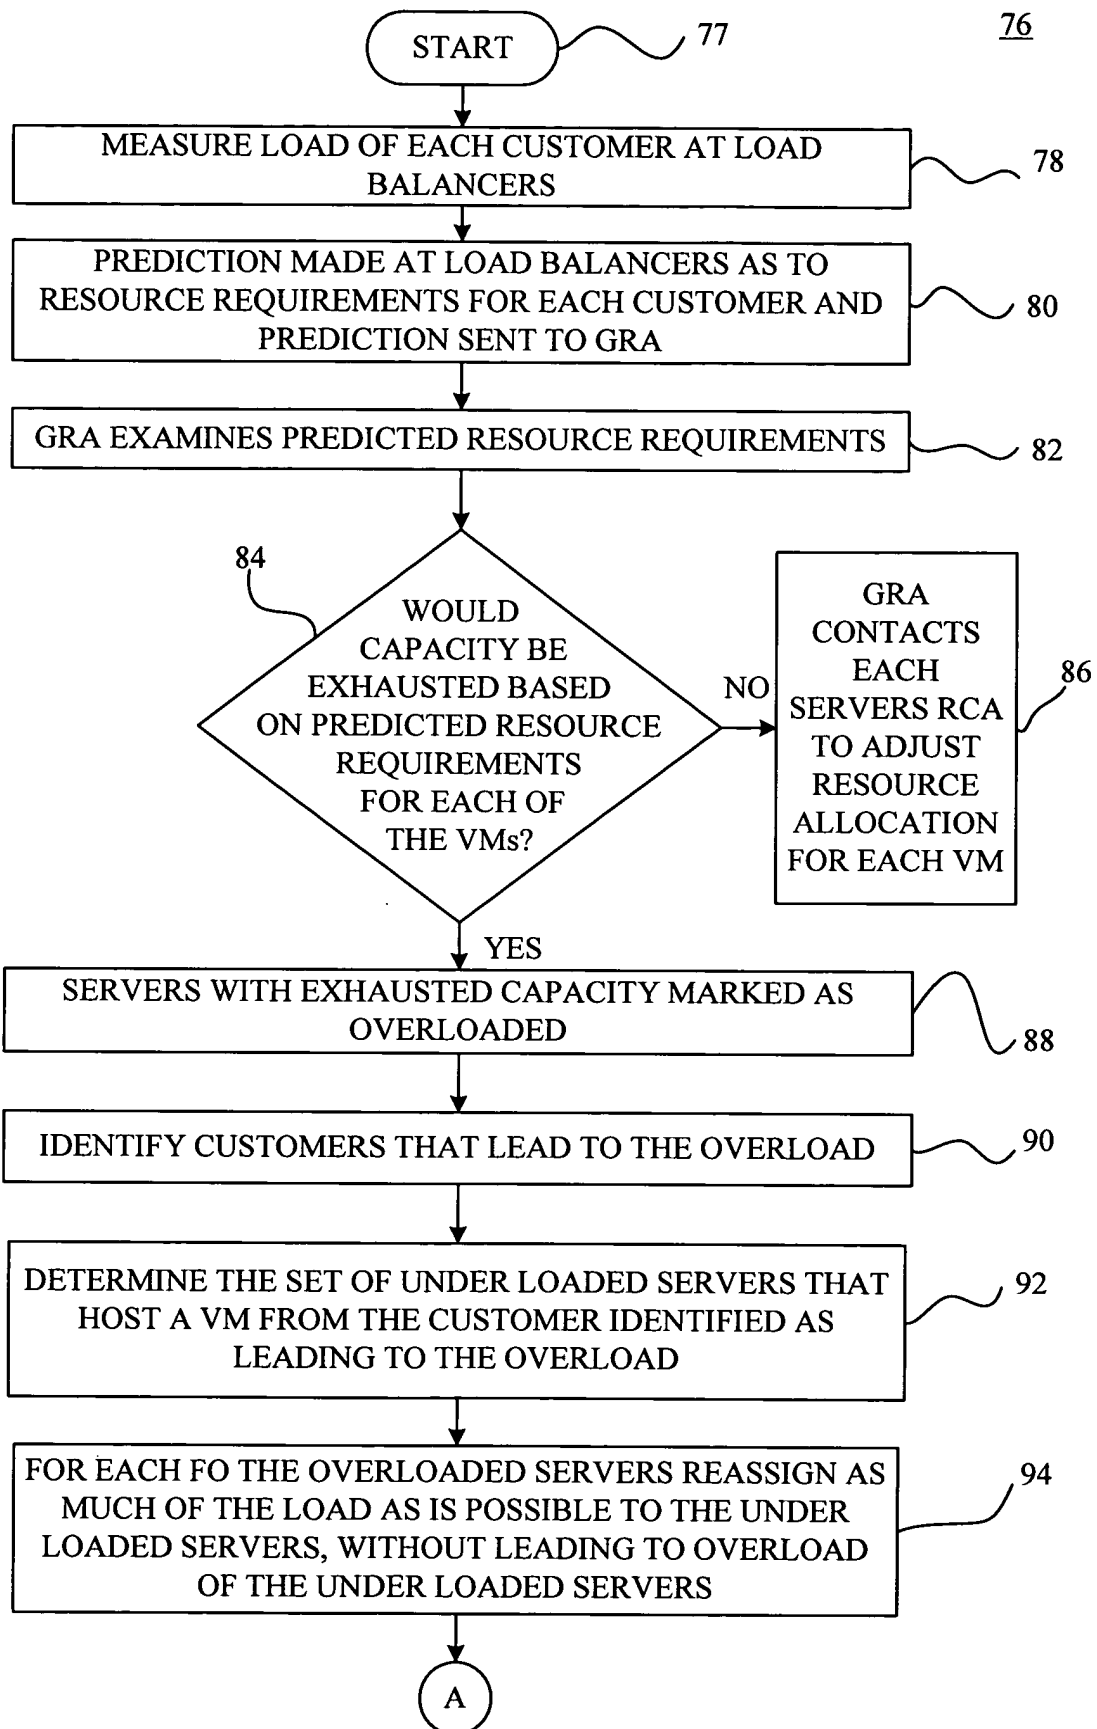 76
START
77
MEASURE LOAD OF EACH CUSTOMER AT LOAD
BALANCERS
78
PREDICTION MADE AT LOAD BALANCERS AS TO
RESOURCE REQUIREMENTS FOR EACH CUSTOMER AND
PREDICTION SENT TO GRA
80
GRA EXAMINES PREDICTED RESOURCE REQUIREMENTS
82
84
WOULD
CAPACITY BE
EXHAUSTED BASED
ON PREDICTED RESOURCE
REQUIREMENTS
FOR EACH OF
THE VMs?
NO
GRA
CONTACTS
EACH
SERVERS RCA
TO ADJUST
RESOURCE
ALLOCATION
FOR EACH VM
86
YES
SERVERS WITH EXHAUSTED CAPACITY MARKED AS
OVERLOADED
88
IDENTIFY CUSTOMERS THAT LEAD TO THE OVERLOAD
90
DETERMINE THE SET OF UNDER LOADED SERVERS THAT
HOST A VM FROM THE CUSTOMER IDENTIFIED AS
LEADING TO THE OVERLOAD
92
FOR EACH FO THE OVERLOADED SERVERS REASSIGN AS
MUCH OF THE LOAD AS IS POSSIBLE TO THE UNDER
LOADED SERVERS, WITHOUT LEADING TO OVERLOAD
OF THE UNDER LOADED SERVERS
94
A